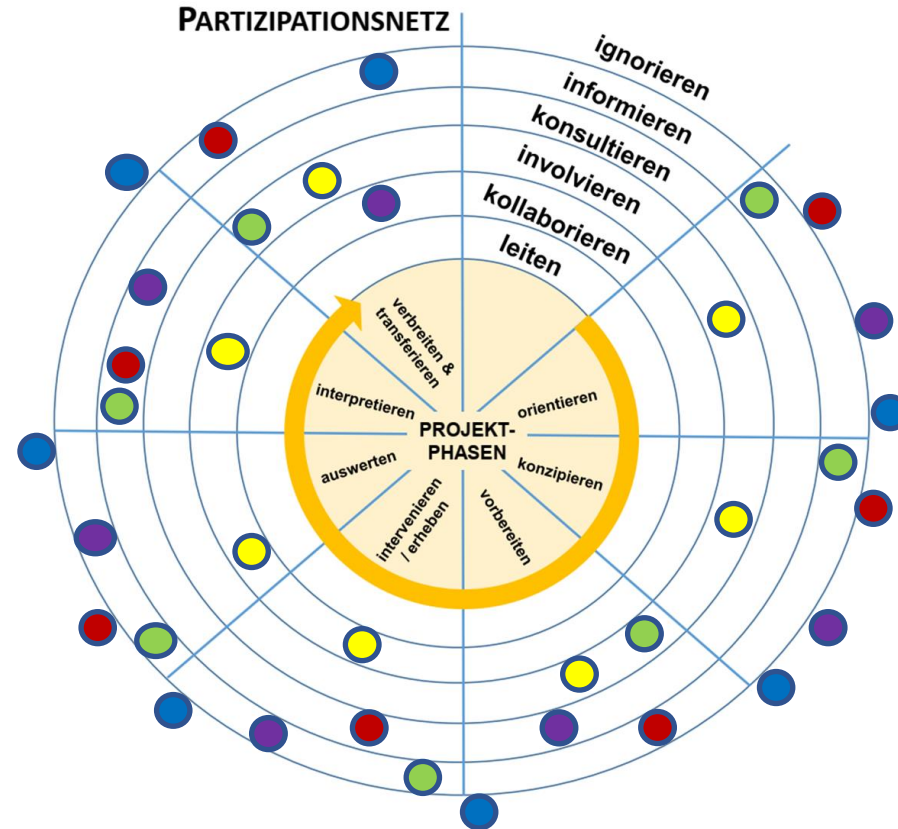 PARTIZIPATIONSNETZ
ignorieren
informieren
konsultieren
involvieren
kollaborieren
leiten
verbreiten &
transferieren
interpretieren
orientieren
PROJEKT-
PHASEN
auswerten
konzipieren
intervenieren
/ erheben
vorbereiten